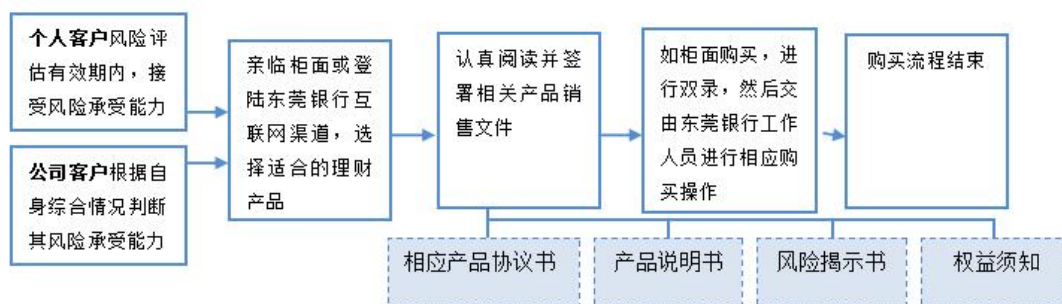 个人客户风险评
估有效期内，接
受风险承受能力
公司客户根据自
身综合情况判断
其风险承受能力
亲临柜面或登
陆东莞银行互
联网渠道，选
择适合的理财
产品
认真阅读并签
署相关产品销
售文件
如柜面购买，进
行双录，然后交
由东莞银行工作
人员进行相应购
买操作
购买流程结束
相应产品协议书
产品说明书
风险揭示书
权益须知